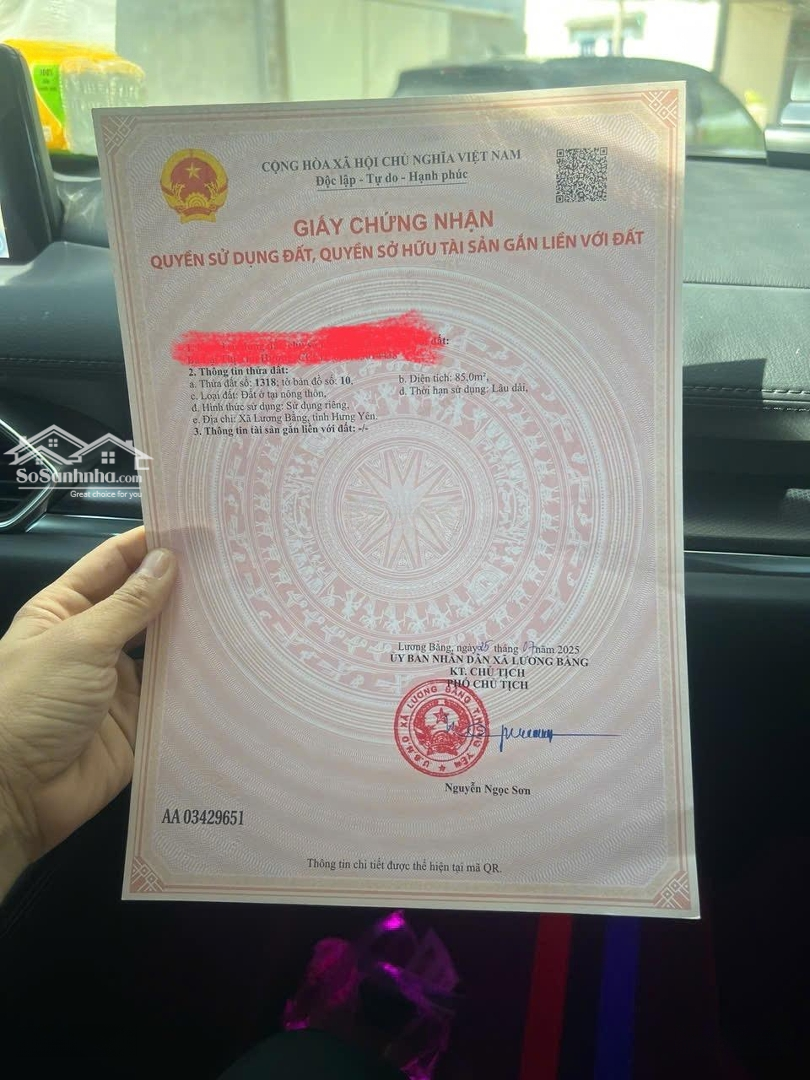 CỘNG HÒA XÃ HỘI CHỦ NGHĨA VIỆT NAM
Độc lập - Tự do - Hạnh phúc
GIẤY CHỨNG NHẬN
QUYỀN SỬ DỤNG ĐẤT, QUYỀN SỞ HỮU TÀI SẢN GẮN LIỀN VỚI ĐẤT
đất:
2. Thông tin thửa đất:
a. Thửa đất số: 1318; tờ bản đồ số: 10, b. Diện tích: 85,0m²,
c. Loại đất: Đất ở tại nông thôn, d. Thời hạn sử dụng: Lâu dài,
đ. Hình thức sử dụng: Sử dụng riêng,
e. Địa chỉ: Xã Lương Bằng, tỉnh Hưng Yên.
3. Thông tin tài sản gắn liền với đất: -/-
SoSanhnha.com
Great choice for you
Lương Bằng, ngày 25 tháng 07 năm 2025
ỦY BAN NHÂN DÂN XÃ LƯƠNG BẰNG
KT. CHỦ TỊCH
PHÓ CHỦ TỊCH
U.B.N.D XÃ LƯƠNG BẰNG T.HƯNG YÊN
Nguyễn Ngọc Sơn
AA 03429651
Thông tin chi tiết được thể hiện tại mã QR.